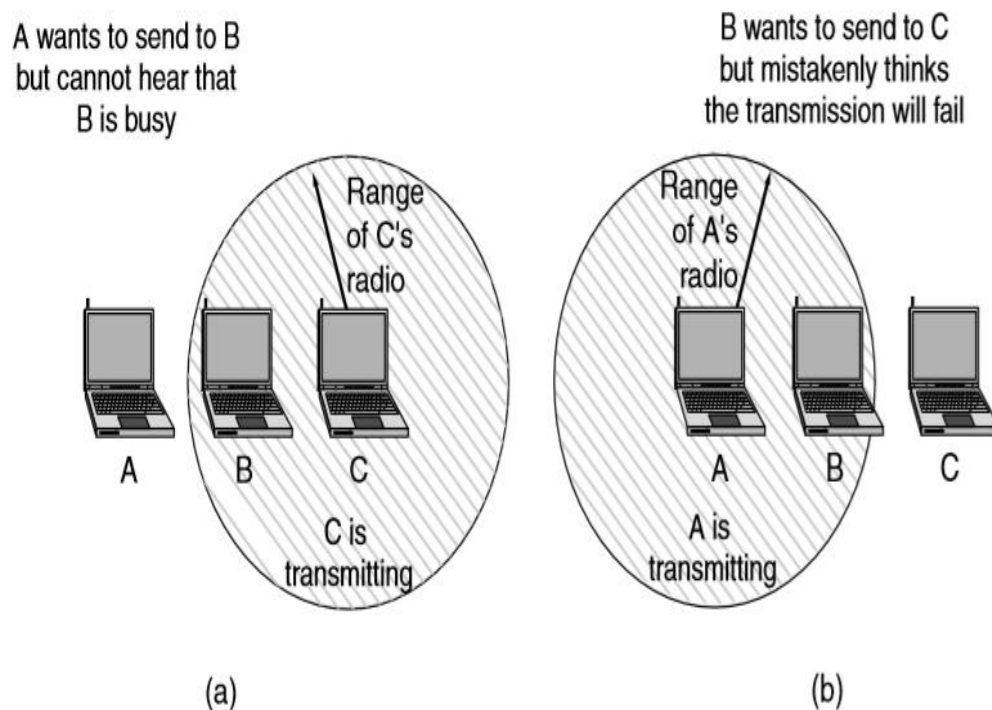 A wants to send to B
but cannot hear that
B is busy
Range
of C's
radio
A
B
C
C is
transmitting
(a)
B wants to send to C
but mistakenly thinks
the transmission will fail
Range
of A's
radio
A
B
C
A is
transmitting
(b)